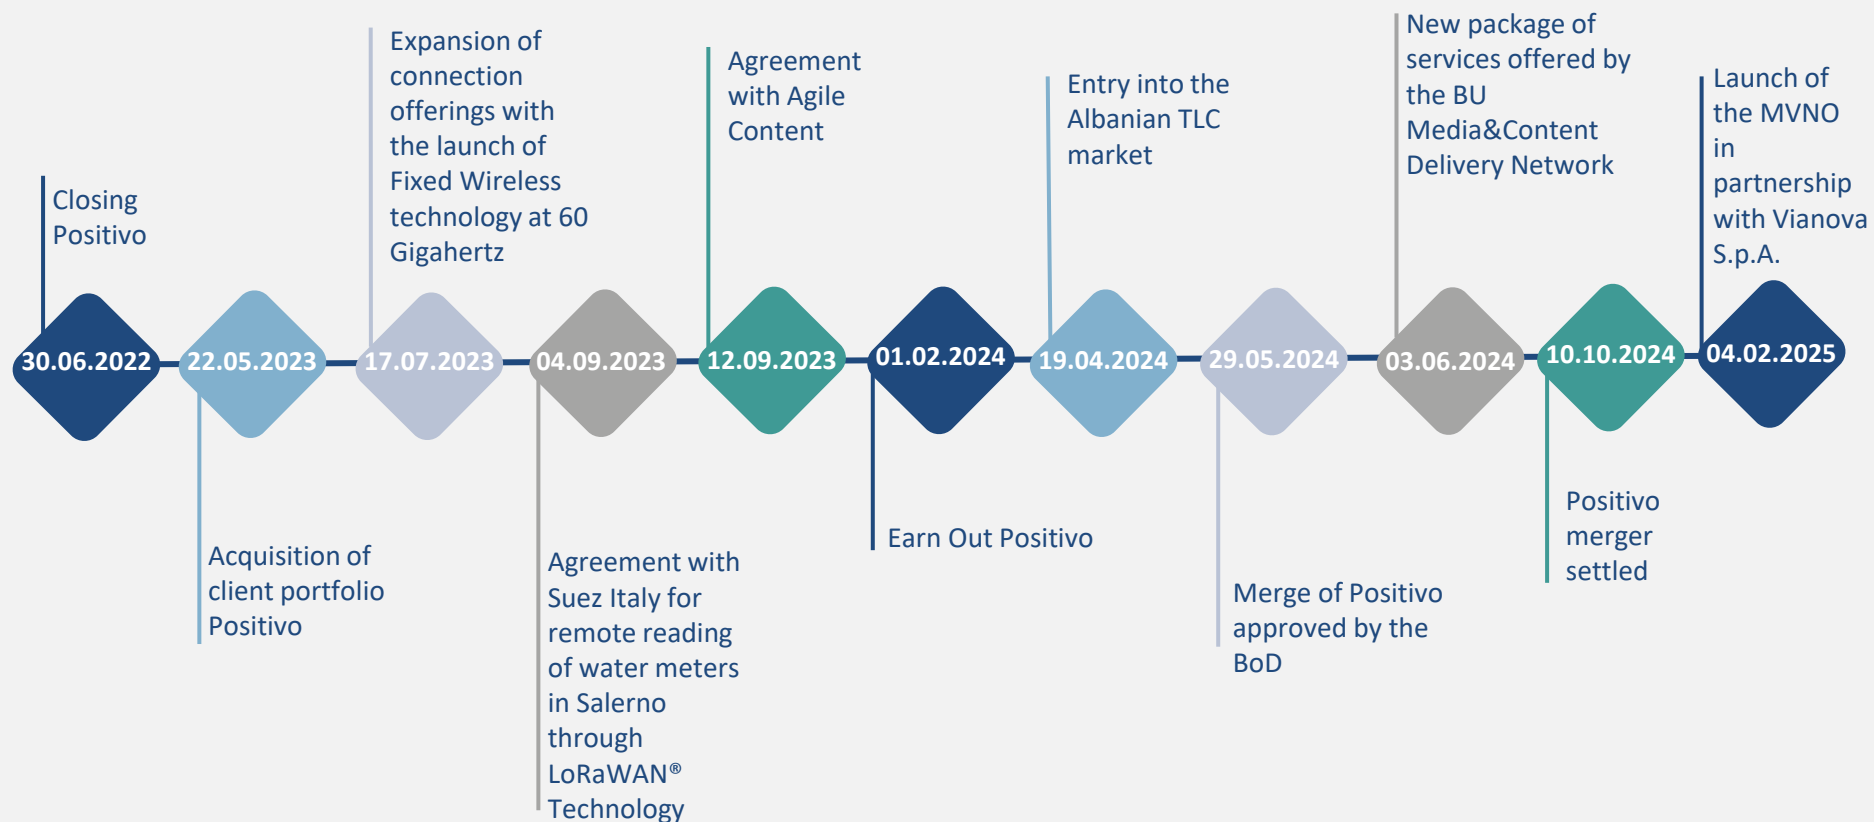 Closing
Positivo
30.06.2022
22.05.2023
Acquisition of
client portfolio
Positivo
Expansion of
connection
offerings with
the launch of
Fixed Wireless
technology at 60
Gigahertz
17.07.2023
04.09.2023
Agreement with
Suez Italy for
remote reading
of water meters
in Salerno
through
LoRaWAN®
Technology
Agreement
with Agile
Content
12.09.2023
01.02.2024
Earn Out Positivo
Entry into the
Albanian TLC
market
19.04.2024
29.05.2024
Merge of Positivo
approved by the
BoD
New package of
services offered by
the BU
Media&Content
Delivery Network
03.06.2024
10.10.2024
Positivo
merger
settled
Launch of
the MVNO
in
partnership
with Vianova
S.p.A.
04.02.2025